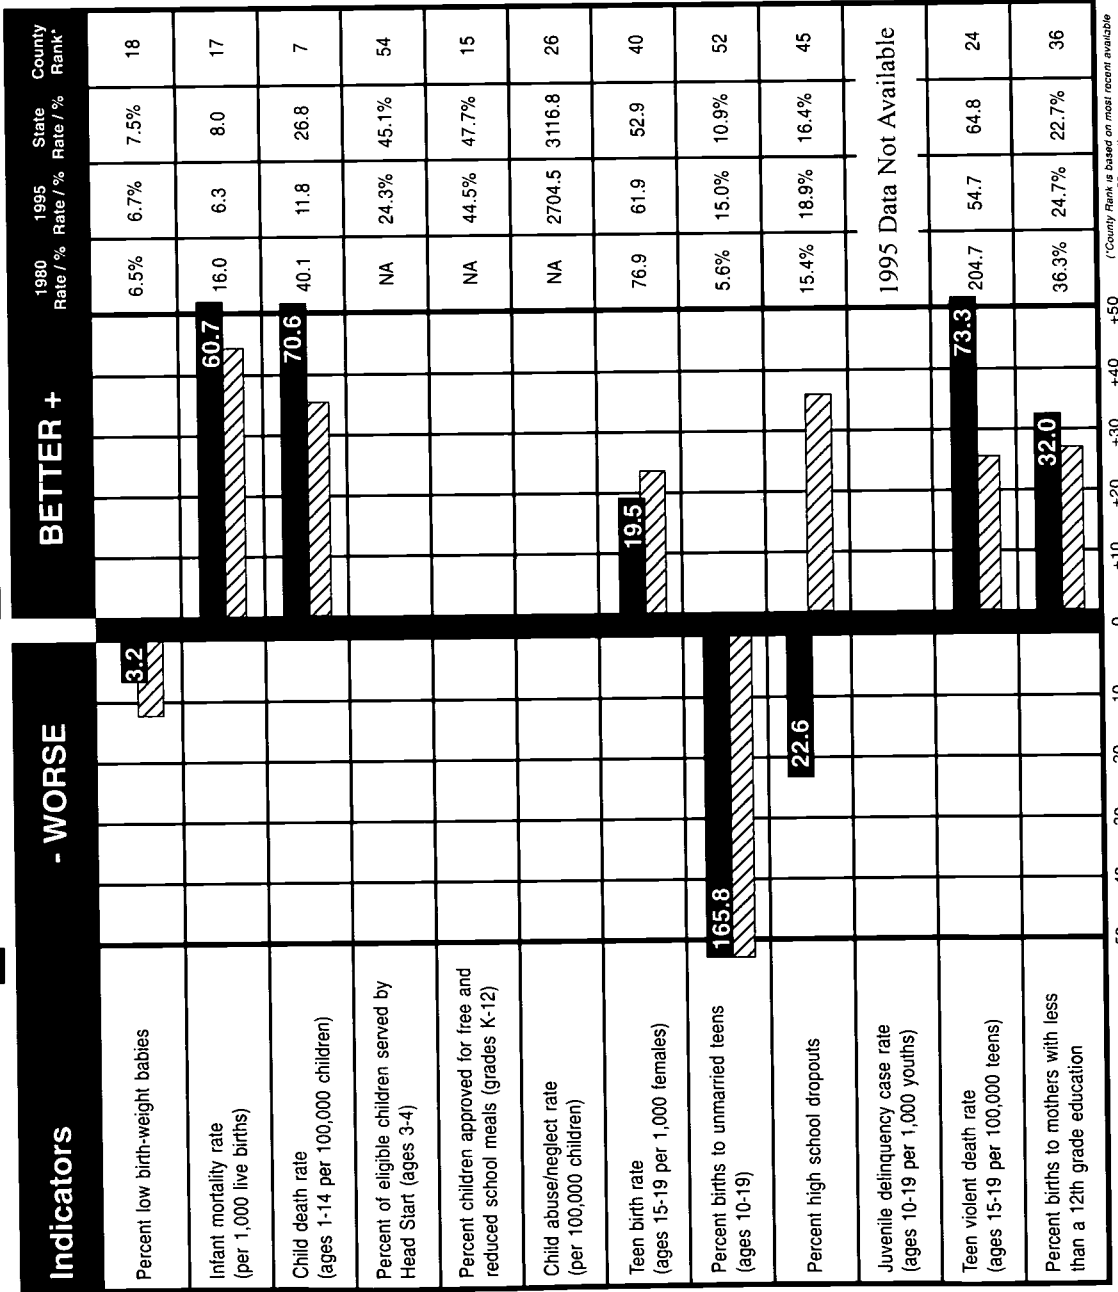 Indicators
- WORSE
BETTER +
1980
Rate / %
1995
Rate / %
State
Rate / %
County
Rank*
Percent low birth-weight babies
3.2
6.5%
6.7%
7.5%
18
Infant mortality rate
(per 1,000 live births)
60.7
16.0
6.3
8.0
17
Child death rate
(ages 1-14 per 100,000 children)
70.6
40.1
11.8
26.8
7
Percent of eligible children served by
Head Start (ages 3-4)
NA
24.3%
45.1%
54
Percent children approved for free and
reduced school meals (grades K-12)
NA
44.5%
47.7%
15
Child abuse/neglect rate
(per 100,000 children)
NA
2704.5
3116.8
26
Teen birth rate
(ages 15-19 per 1,000 females)
19.5
76.9
61.9
52.9
40
Percent births to unmarried teens
(ages 10-19)
165.8
5.6%
15.0%
10.9%
52
Percent high school dropouts
22.6
15.4%
18.9%
16.4%
45
Juvenile delinquency case rate
(ages 10-19 per 1,000 youths)
1995 Data Not Available
Teen violent death rate
(ages 15-19 per 100,000 teens)
73.3
204.7
54.7
64.8
24
Percent births to mothers with less
than a 12th grade education
32.0
36.3%
24.7%
22.7%
36
+10
+20
+30
+40
+50
(*County Rank is based on most recent available